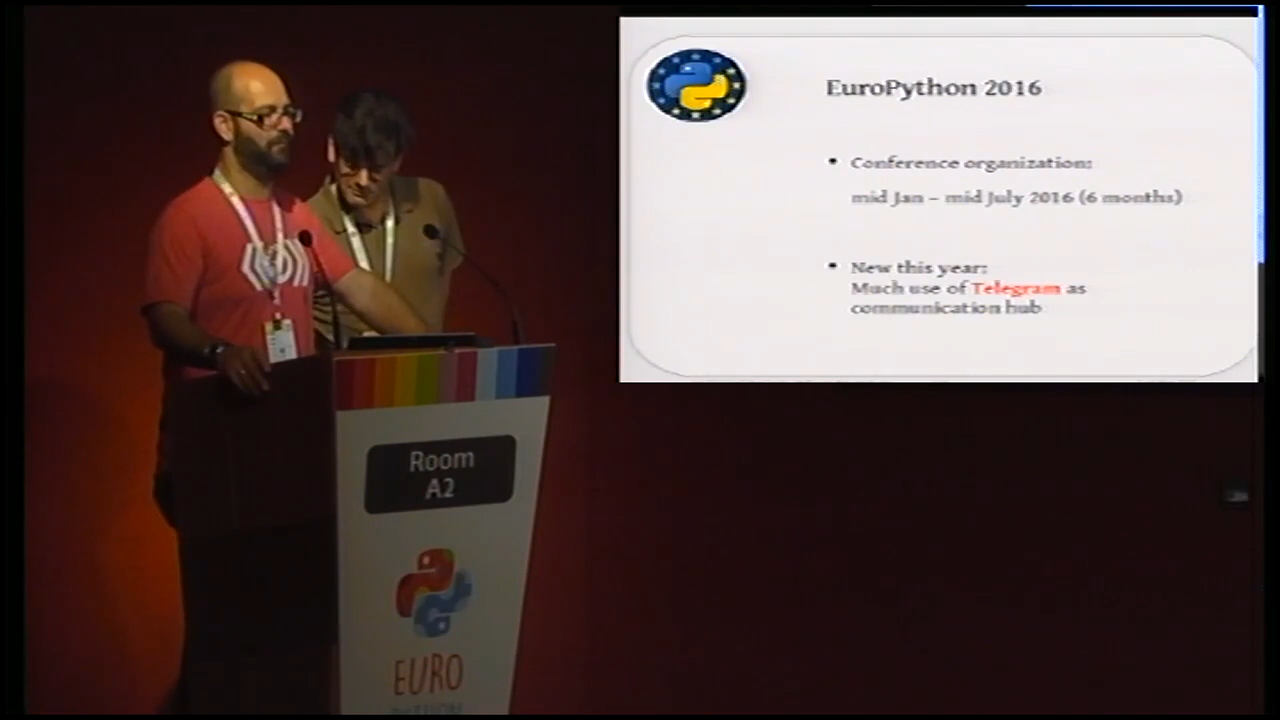 EuroPython 2016
• Conference organization:
mid Jan – mid July 2016 (6 months)
• New this year:
Much use of Telegram as
communication hub
Room
A2
EURO
PYTHON